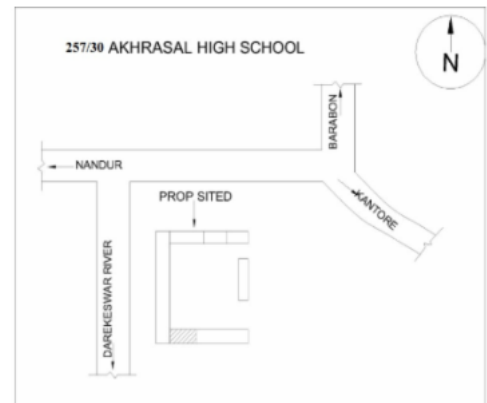 257/30 AKHRASAL HIGH SCHOOL
N
BARABON
NANDUR
KANTORE
PROP SITED
DAREKESWAR RIVER